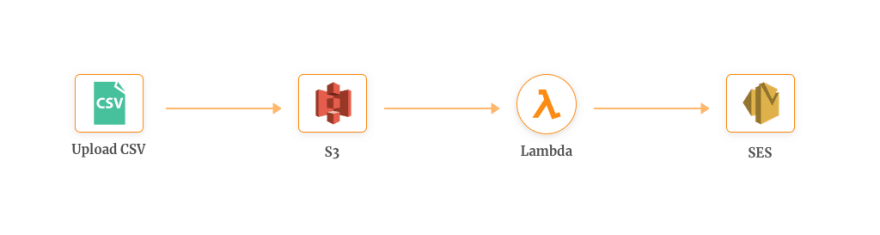 CSV
Upload CSV
S3
Lambda
SES